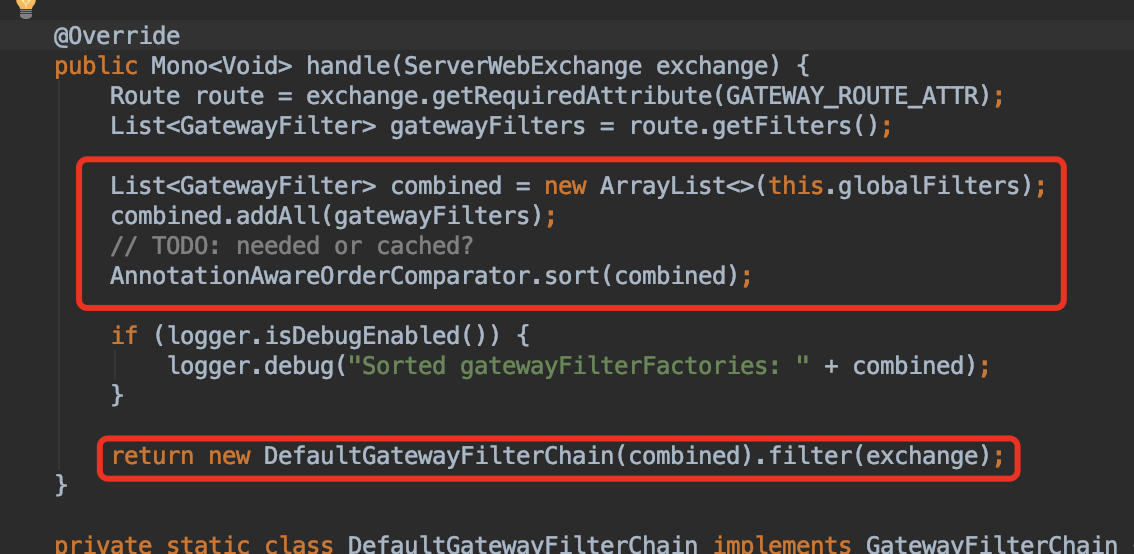 @Override
public Mono<Void> handle(ServerWebExchange exchange) {
Route route = exchange.getRequiredAttribute(GATEWAY_ROUTE_ATTR);
List<GatewayFilter> gatewayFilters = route.getFilters();
List<GatewayFilter> combined = new ArrayList<>(this.globalFilters);
combined.addAll(gatewayFilters);
// TODO: needed or cached?
AnnotationAwareOrderComparator.sort(combined);
if (logger.isDebugEnabled()) {
logger.debug("Sorted gatewayFilterFactories: " + combined);
}
return new DefaultGatewayFilterChain(combined).filter(exchange);
}
private static class DefaultGatewayFilterChain implements GatewayFilterChain